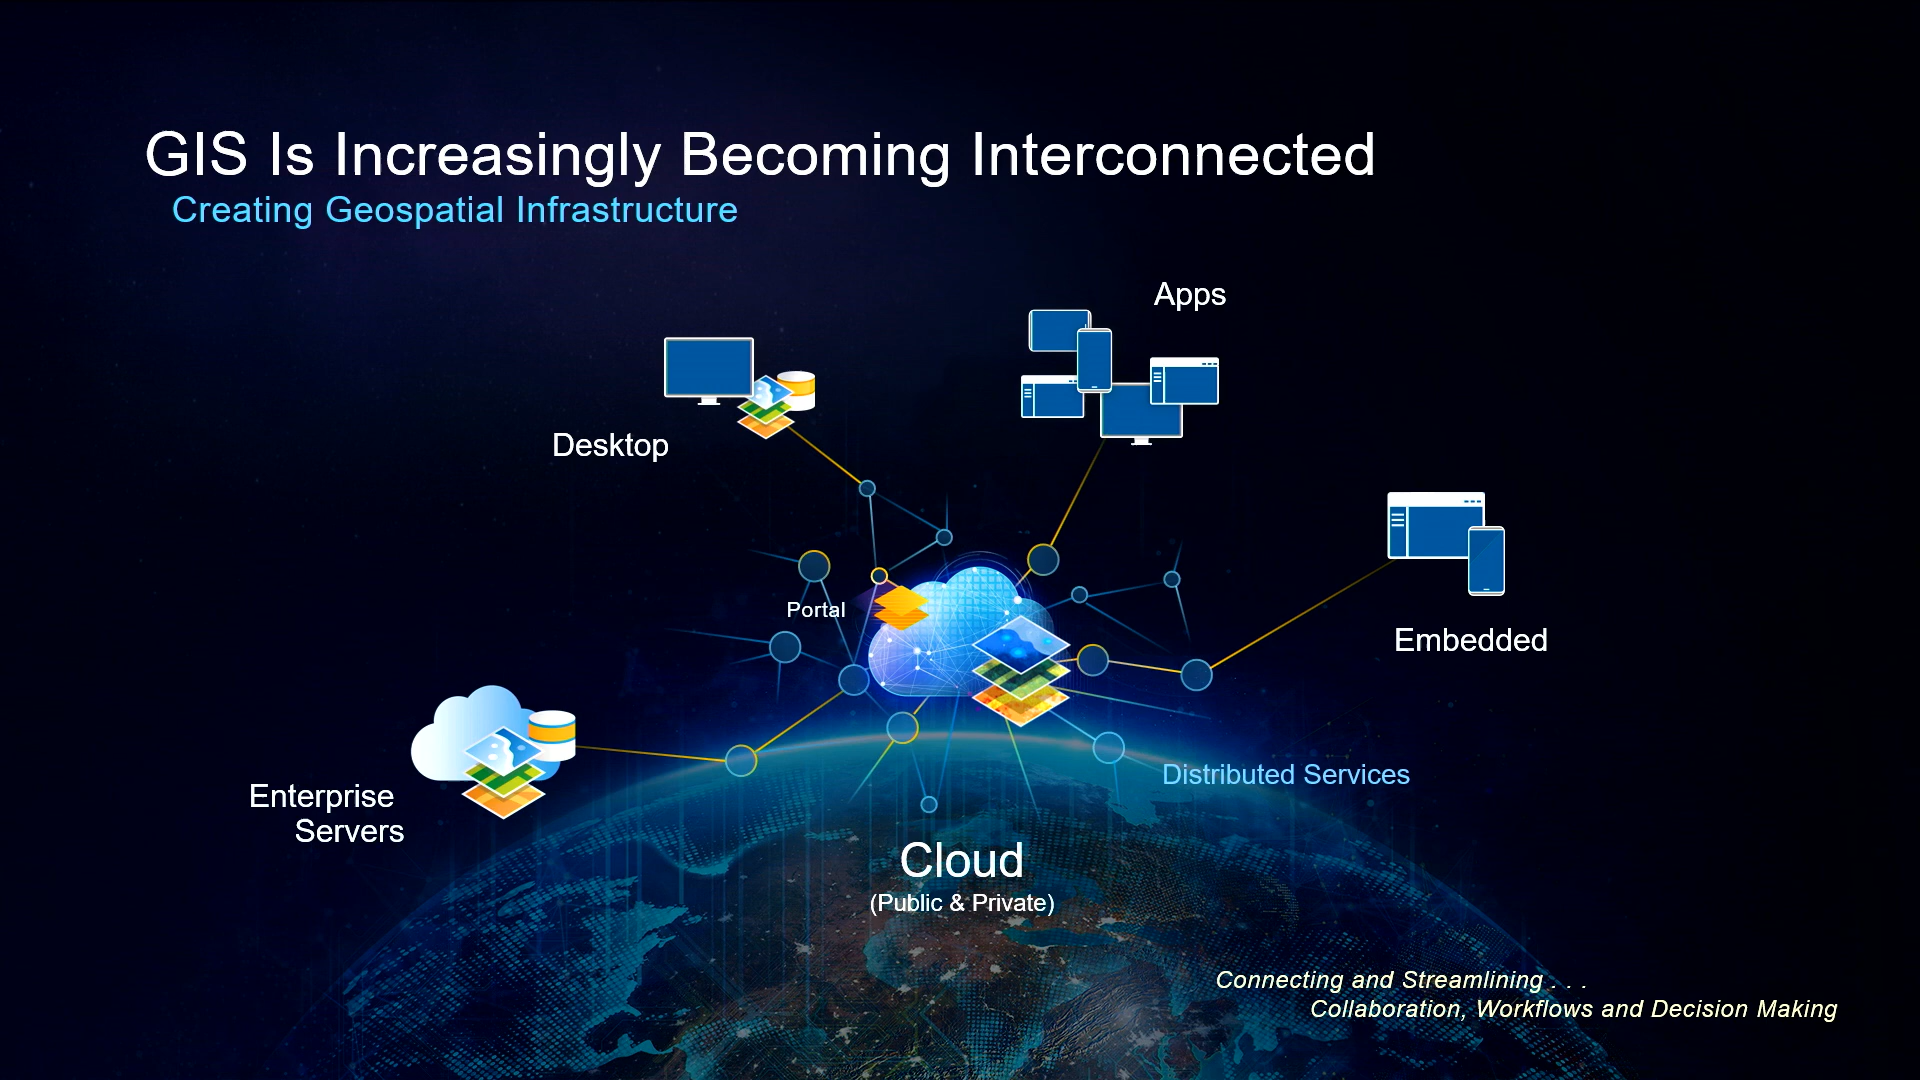 GIS Is Increasingly Becoming Interconnected
Creating Geospatial Infrastructure
Apps
Desktop
Portal
Embedded
Enterprise
Servers
Distributed Services
Cloud
(Public & Private)
Connecting and Streamlining . . .
Collaboration, Workflows and Decision Making